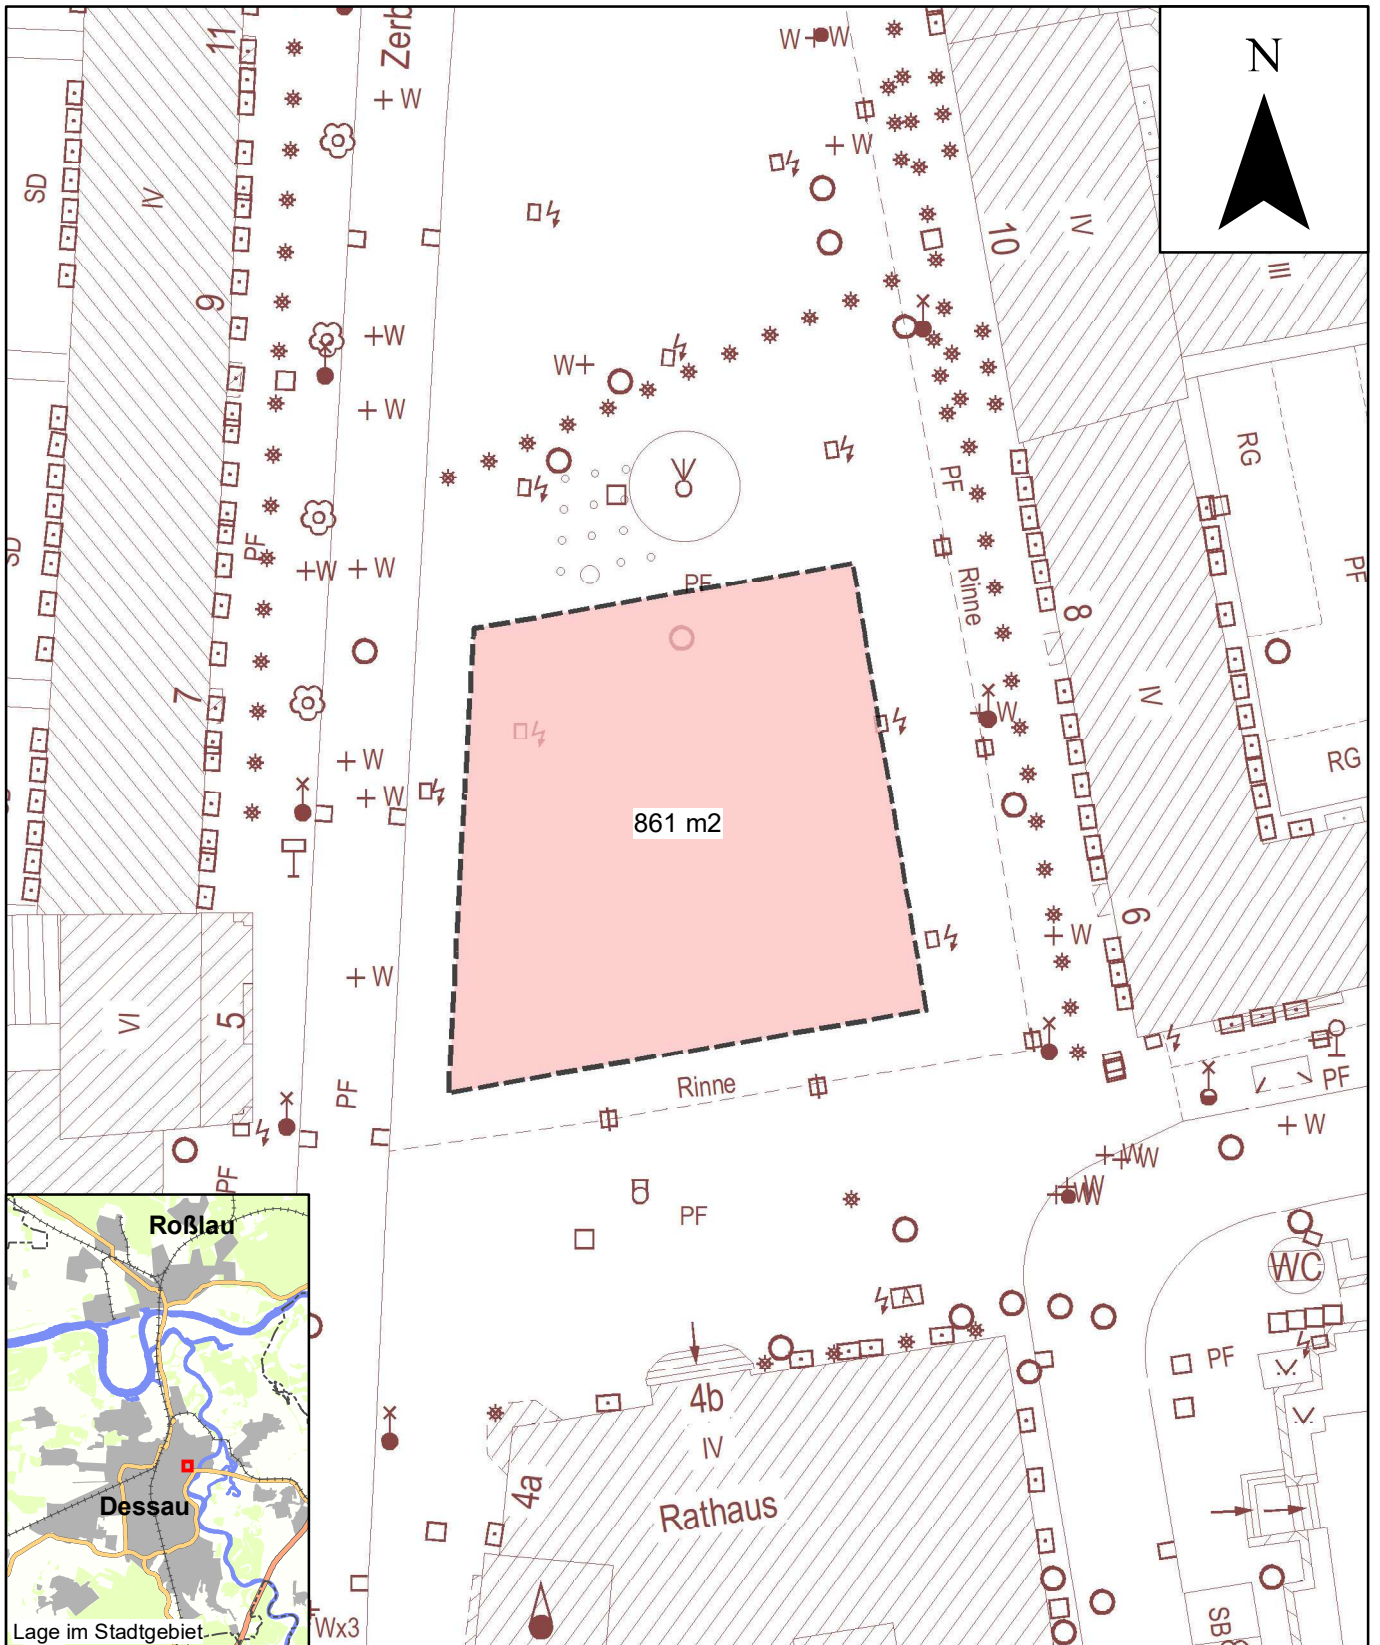 11
Zerb
W
W
N
W
W
SD
IV
10
IV
III
9
W
W
W
RG
PF
PF
W
W
PF
PF
Rinne
8
7
W
IV
W
W
RG
861 m2
6
W
W
VI
5
PF
Rinne
PF
W
W
W
W
W
PF
PF
WC
A
PF
4b
IV
4a
Rathaus
SB
Wx3
Roßlau
Dessau
Lage im Stadtgebiet